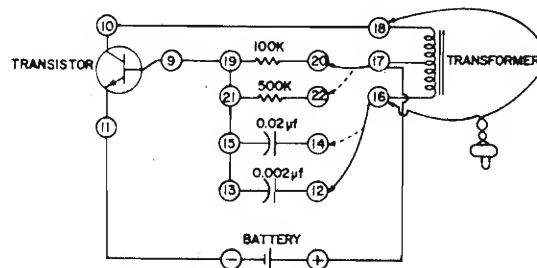 10
18
TRANSISTOR
9
19
100K
20
17
TRANSFORMER
21
500K
22
16
11
0.02µf
15
14
0.002µf
13
12
BATTERY
−
+